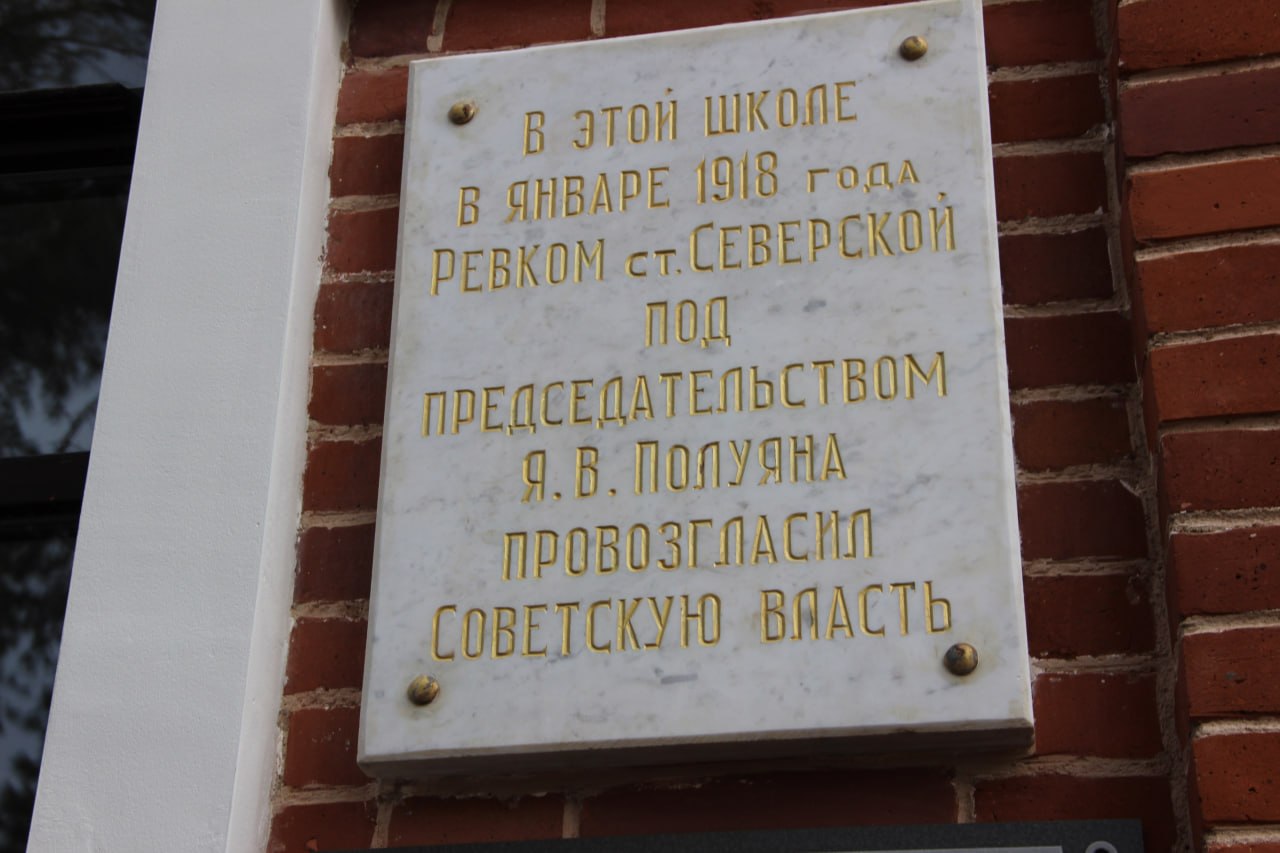 В ЭТОЙ ШКОЛЕ
В ЯНВАРЕ 1918 ГОДА
РЕВКОМ СТ. СЕВЕРСКОЙ
ПОД
ПРЕДСЕДАТЕЛЬСТВОМ
Я. В. ПОЛУЯНА
ПРОВОЗГЛАСИЛ
СОВЕТСКУЮ ВЛАСТЬ